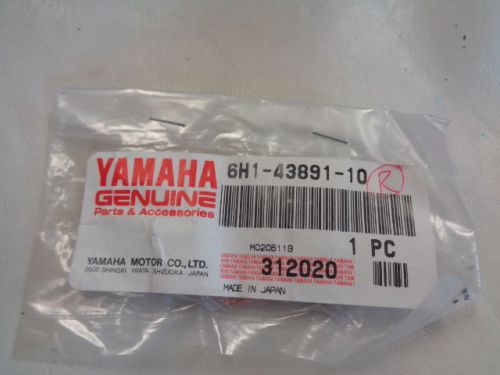 YAMAHA
GENUINE
Parts & Accessories
YAMAHA MOTOR CO., LTD.
2500 SHINGAI IWATA SHIZUOKA JAPAN
6H1-43891-10
R
M020611B
1 PC
312020
MADE IN JAPAN